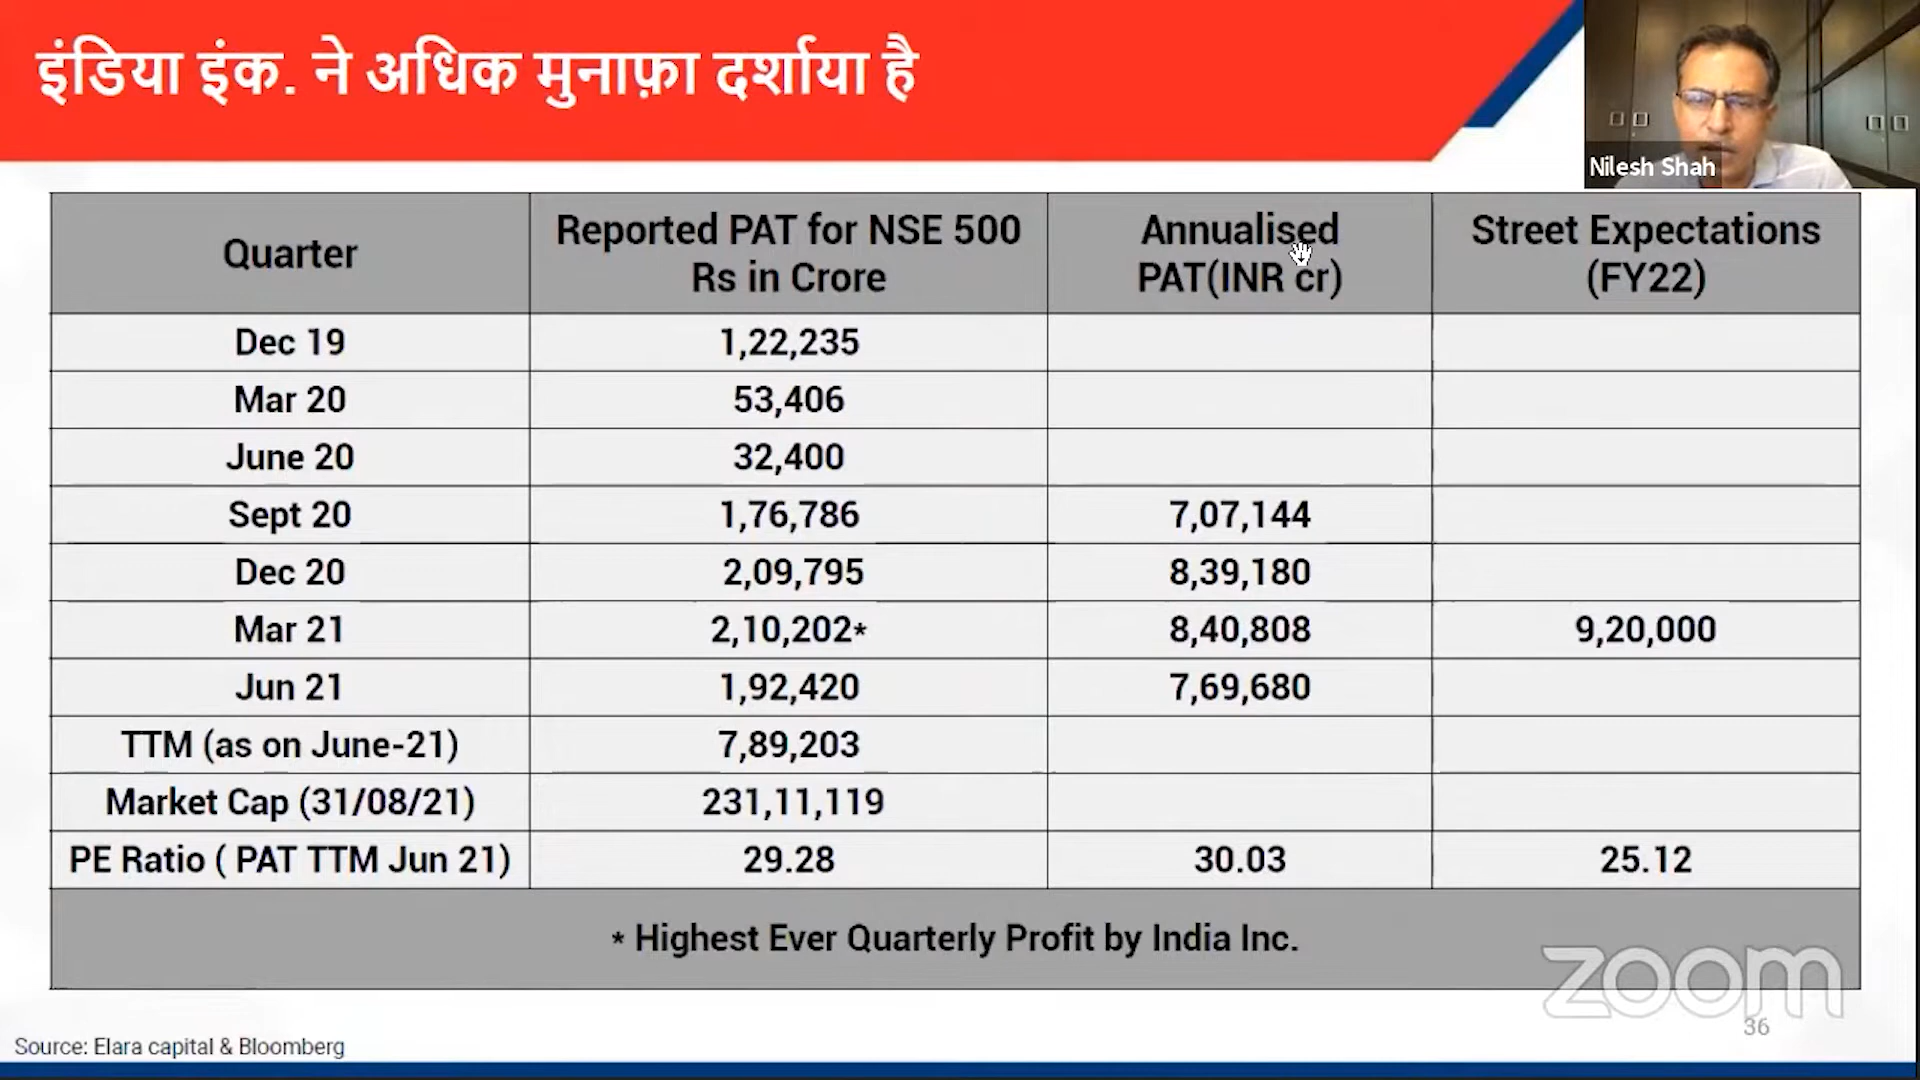 इंडिया इंक. ने अधिक मुनाफ़ा दर्शाया है
Nilesh Shah
Quarter
Reported PAT for NSE 500
Rs in Crore
Annualised
PAT(INR cr)
Street Expectations
(FY22)
Dec 19 1,22,235
Mar 20 53,406
June 20 32,400
Sept 20 1,76,786 7,07,144
Dec 20 2,09,795 8,39,180
Mar 21 2,10,202* 8,40,808 9,20,000
Jun 21 1,92,420 7,69,680
TTM (as on June-21) 7,89,203
Market Cap (31/08/21) 231,11,119
PE Ratio ( PAT TTM Jun 21) 29.28 30.03 25.12
* Highest Ever Quarterly Profit by India Inc.
zoom
36
Source: Elara capital & Bloomberg